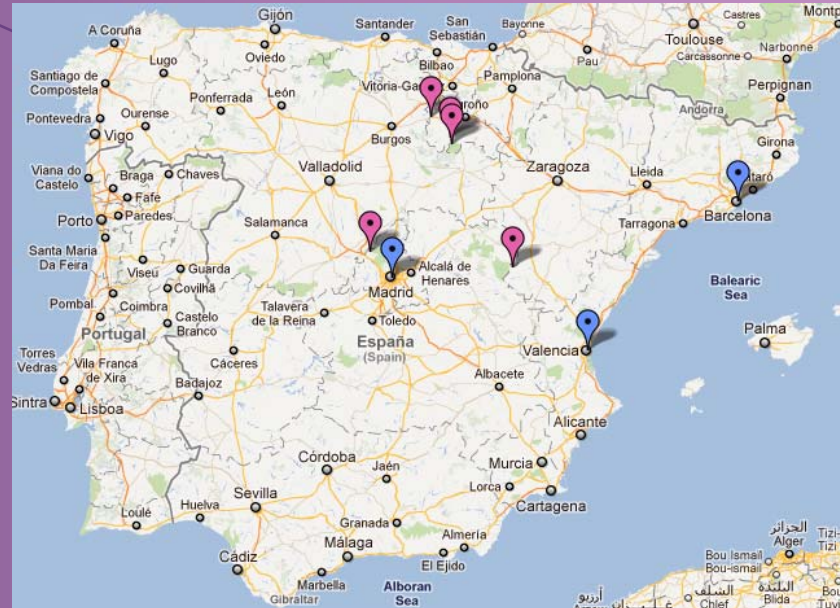 Gijón
A Coruña
Santander
San
Sebastián
Bayonne
Toulouse
Castres
Montp
Lugo
Oviedo
Bilbao
Pau
Carcassonne
Narbonne
Santiago de
Compostela
Vitoria-Ga
Pamplona
Perpignan
Ponferrada
León
Andorra
Pontevedra
Ourense
groño
Vigo
Burgos
Girona
Viana do
Castelo
Braga
Chaves
Valladolid
Zaragoza
Lleida
Fafe
taró
Porto
Paredes
Salamanca
Tarragona
Barcelona
Santa Maria
Da Feira
Viseu
Guarda
Covilhã
Alcalá de
Henares
Madrid
Balearic
Sea
Pombal
Coimbra
Castelo
Branco
Talavera
de la Reina
Toledo
Palma
Portugal
España
(Spain)
Valencia
Torres
Vedras
Vila Franca
de Xira
Cáceres
Albacete
Badajoz
Sintra
Lisboa
Alicante
Córdoba
Jaén
Murcia
Lorca
Cartagena
Sevilla
Loulé
Huelva
Granada
Almería
الجزائر
Alger
Tizi-
Cádiz
Málaga
El Ejido
Bou Ismaïl
Bou-ismail
Marbella
Gibraltar
Alboran
Sea
الشلف
Chlef
البليدة
Blida